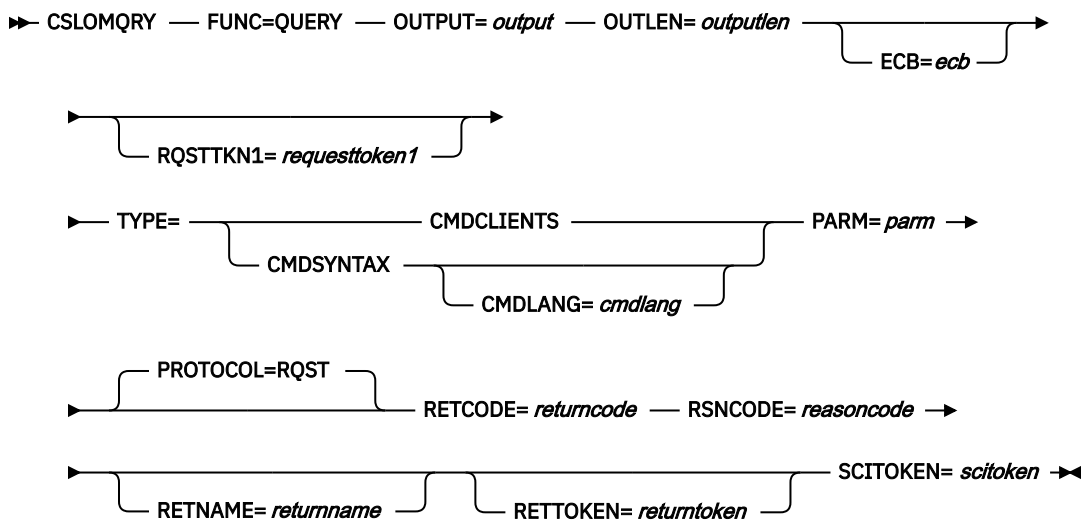 CSLOMQRY FUNC=QUERY OUTPUT= output OUTLEN= outputlen
ECB= ecb
RQSTTKN1= requesttoken1
TYPE= CMDCLIENTS PARM= parm
CMDSYNTAX
CMDLANG= cmdlang
PROTOCOL=RQST
RETCODE= returncode RSNCODE= reasoncode
SCITOKEN= scitoken
RETNAME= returnname RETTOKEN= returntoken